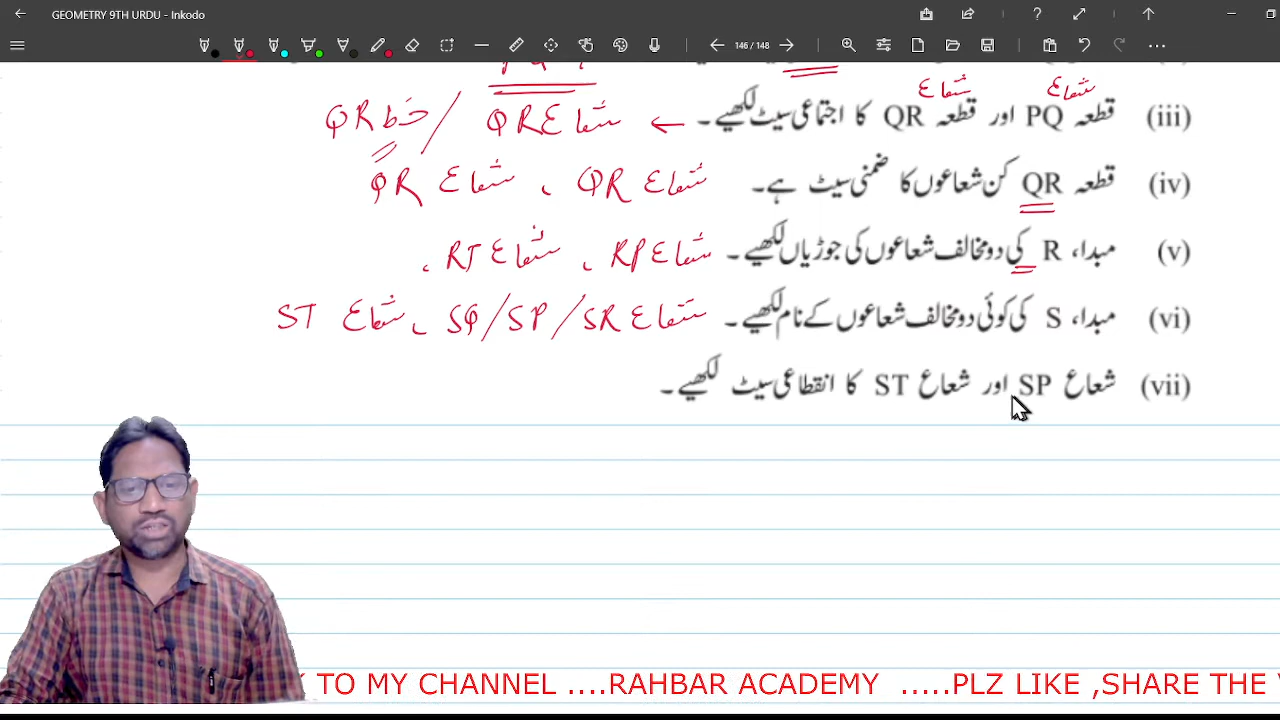 GEOMETRY 9TH URDU - Inkodo
146 / 148
شعاع شعاع
(iii) قطعہ PQ اور قطعہ QR کا اجتماعی سیٹ لکھیے۔ ← شعاع QR / خط QR
(iv) قطعہ QR کن شعاعوں کا ضمنی سیٹ ہے۔ شعاع QR ، شعاع QR
(v) مبدا، R کی دو مخالف شعاعوں کی جوڑیاں لکھیے۔ شعاع RP ، شعاع RT ،
(vi) مبدا، S کی کوئی دو مخالف شعاعوں کے نام لکھیے۔ شعاع SR / SP / SQ ، شعاع ST
(vii) شعاع SP اور شعاع ST کا انقطاعی سیٹ لکھیے۔
TO MY CHANNEL ....RAHBAR ACADEMY .....PLZ LIKE ,SHARE THE